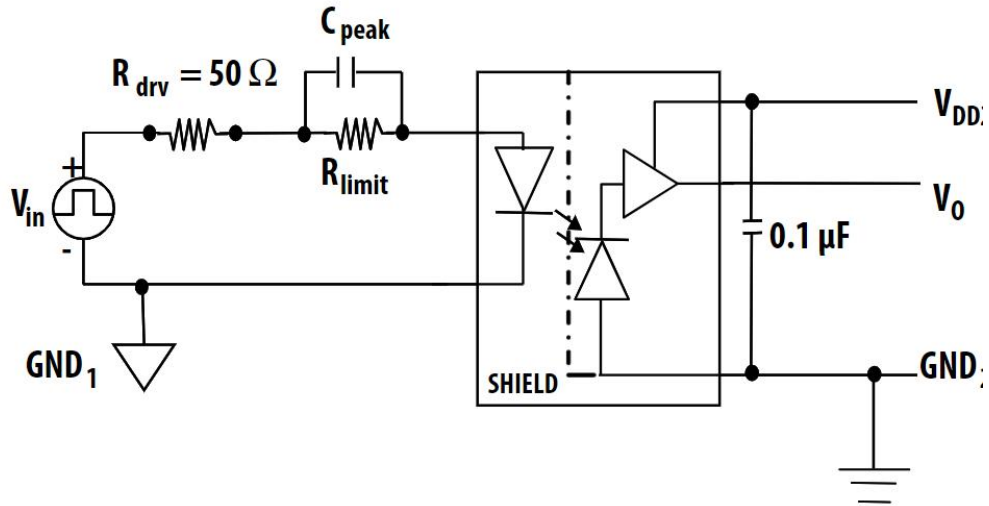 C peak
R drv = 50 Ω
R limit
+
V in
-
V DD2
V O
0.1 µF
GND 1
SHIELD
GND 2